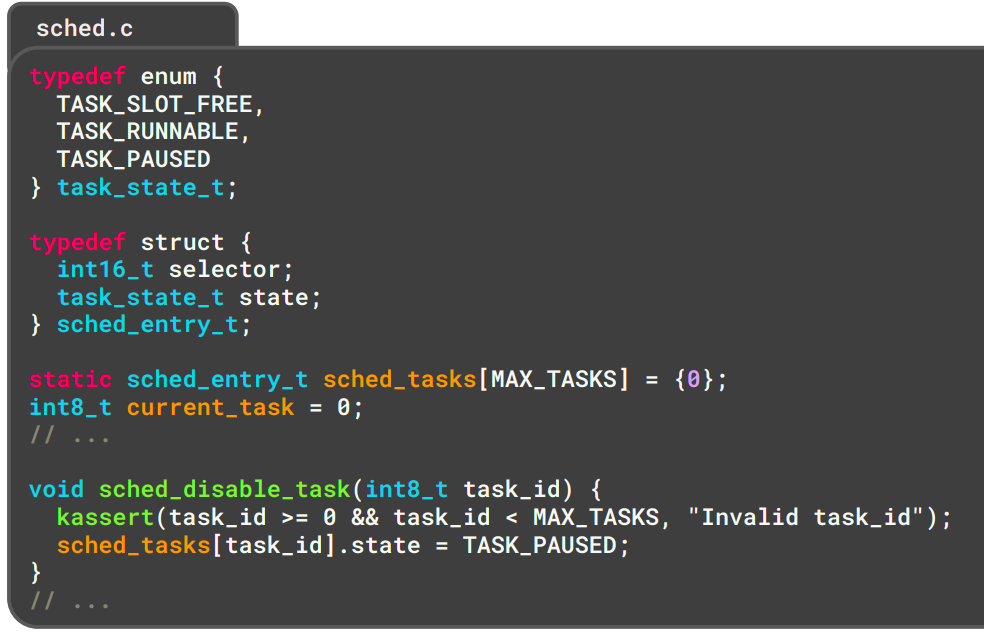 sched.c
typedef enum {
  TASK_SLOT_FREE,
  TASK_RUNNABLE,
  TASK_PAUSED
} task_state_t;

typedef struct {
  int16_t selector;
  task_state_t state;
} sched_entry_t;

static sched_entry_t sched_tasks[MAX_TASKS] = {0};
int8_t current_task = 0;
// ...

void sched_disable_task(int8_t task_id) {
  kassert(task_id >= 0 && task_id < MAX_TASKS, "Invalid task_id");
  sched_tasks[task_id].state = TASK_PAUSED;
}
// ...